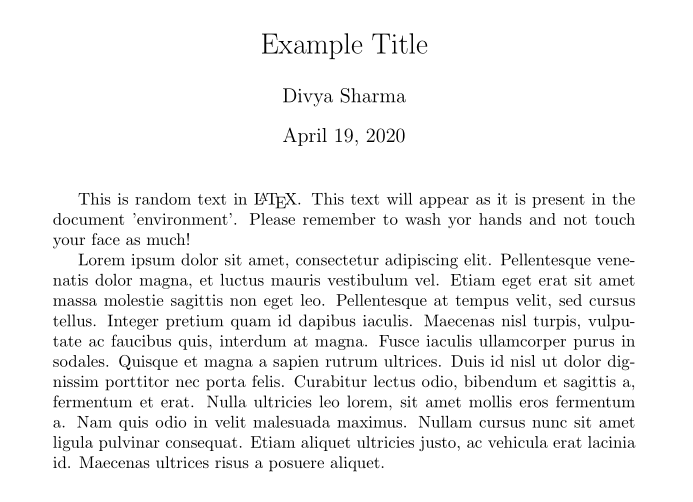 Example Title
Divya Sharma
April 19, 2020
This is random text in LATEX. This text will appear as it is present in the
document ’environment’. Please remember to wash yor hands and not touch
your face as much!
Lorem ipsum dolor sit amet, consectetur adipiscing elit. Pellentesque vene-
natis dolor magna, et luctus mauris vestibulum vel. Etiam eget erat sit amet
massa molestie sagittis non eget leo. Pellentesque at tempus velit, sed cursus
tellus. Integer pretium quam id dapibus iaculis. Maecenas nisl turpis, vulpu-
tate ac faucibus quis, interdum at magna. Fusce iaculis ullamcorper purus in
sodales. Quisque et magna a sapien rutrum ultrices. Duis id nisl ut dolor dig-
nissim porttitor nec porta felis. Curabitur lectus odio, bibendum et sagittis a,
fermentum et erat. Nulla ultricies leo lorem, sit amet mollis eros fermentum
a. Nam quis odio in velit malesuada maximus. Nullam cursus nunc sit amet
ligula pulvinar consequat. Etiam aliquet ultricies justo, ac vehicula erat lacinia
id. Maecenas ultrices risus a posuere aliquet.